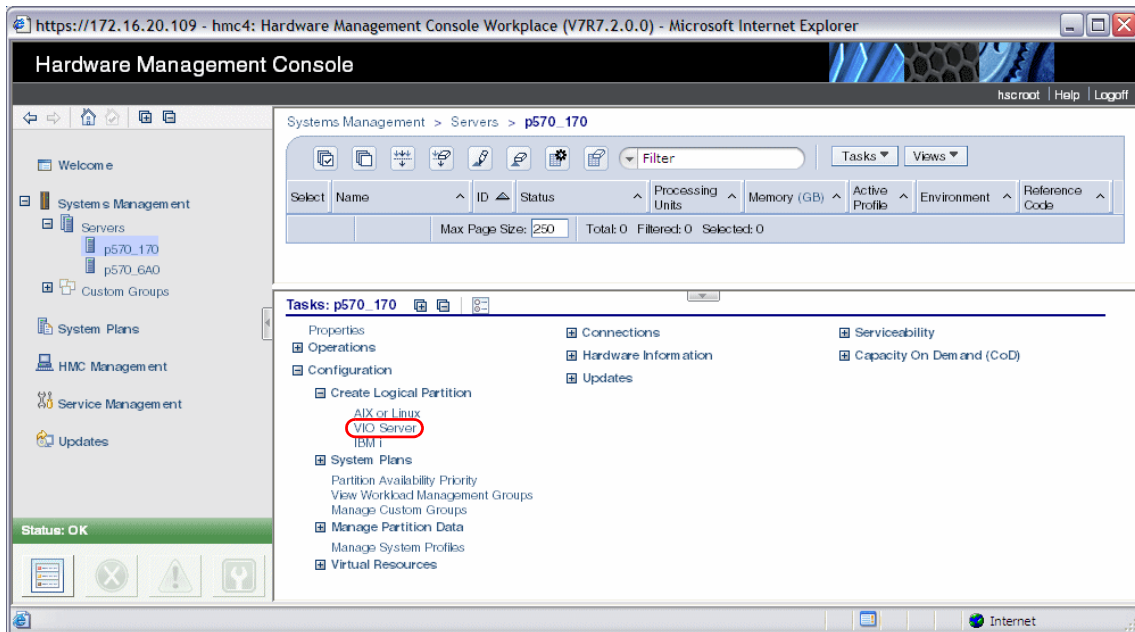 https://172.16.20.109 - hmc4: Hardware Management Console Workplace (V7R7.2.0.0) - Microsoft Internet Explorer
Hardware Management Console
hscroot | Help | Logoff
Welcome
Systems Management
Servers
p570_170
p570_6A0
Custom Groups
System Plans
HMC Management
Service Management
Updates
Status: OK
Systems Management > Servers > p570_170
Filter
Tasks
Views
Select
Name
ID
Status
Processing Units
Memory (GB)
Active Profile
Environment
Reference Code
Max Page Size: 250
Total: 0 Filtered: 0 Selected: 0
Tasks: p570_170
Properties
Operations
Configuration
Create Logical Partition
AIX or Linux
VIO Server
IBM i
System Plans
Partition Availability Priority
View Workload Management Groups
Manage Custom Groups
Manage Partition Data
Manage System Profiles
Virtual Resources
Connections
Hardware Information
Updates
Serviceability
Capacity On Demand (CoD)
Internet